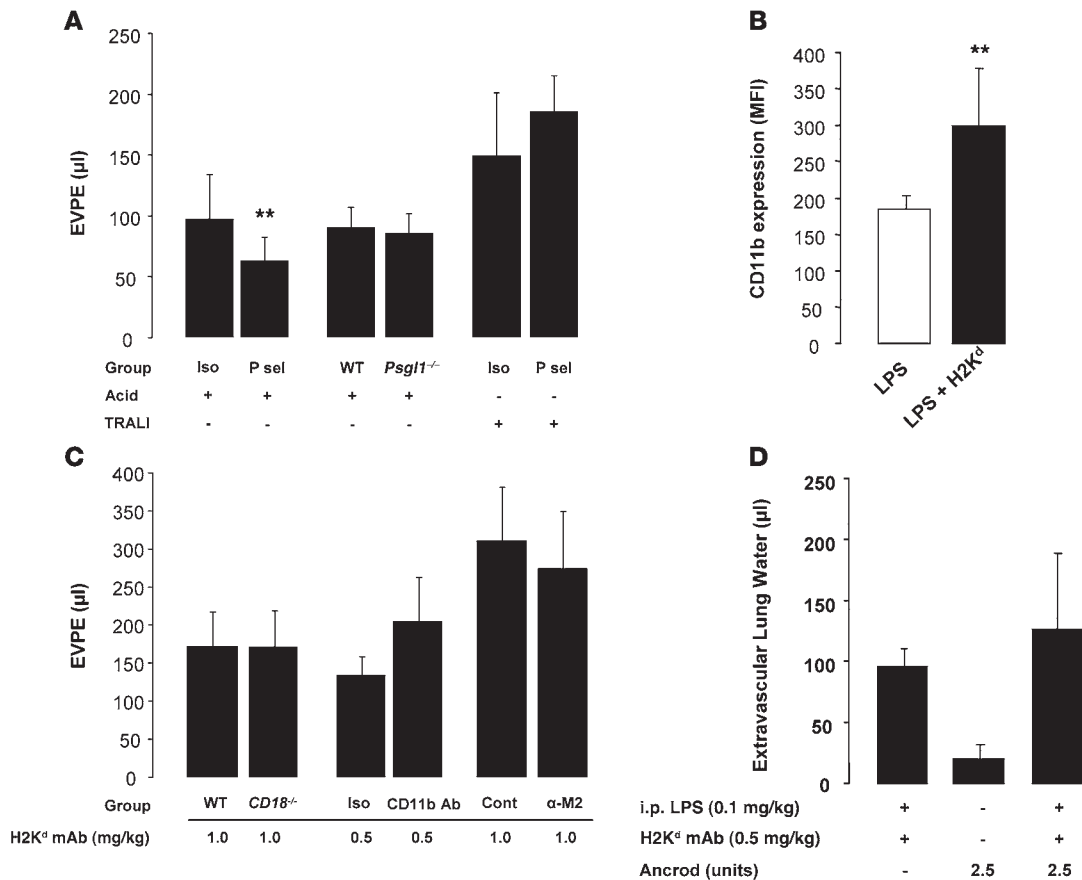 A
EVPE (µl)
250
200
150
100
50
0
**
Group Iso P sel WT Psgl1-/- Iso P sel
Acid + + + + - -
TRALI - - - - + +
B
CD11b expression (MFI)
400
350
300
250
200
150
100
50
0
**
LPS
LPS + H2Kᵈ
C
EVPE (µl)
400
350
300
250
200
150
100
50
0
Group WT CD18-/- Iso CD11b Ab Cont α-M2
H2Kᵈ mAb (mg/kg) 1.0 1.0 0.5 0.5 1.0 1.0
D
Extravascular Lung Water (µl)
250
200
150
100
50
0
i.p. LPS (0.1 mg/kg) + - +
H2Kᵈ mAb (0.5 mg/kg) + - +
Ancrod (units) - 2.5 2.5